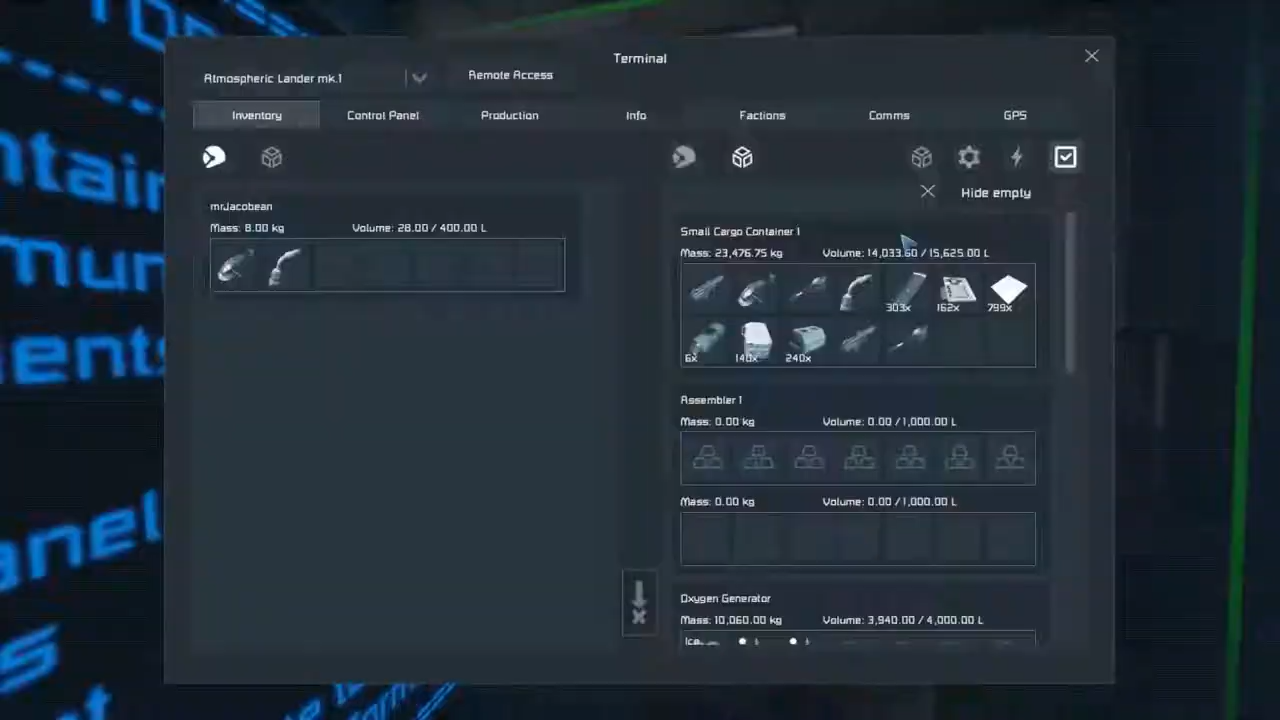 Terminal
Atmospheric Lander mk.1
Remote Access
Inventory
Control Panel
Production
Info
Factions
Comms
GPS
Hide empty
mrJacobean
Mass: 8.00 kg
Volume: 28.00 / 400.00 L
Small Cargo Container 1
Mass: 23,476.75 kg
Volume: 14,033.60 / 15,625.00 L
303x
162x
799x
6x
140x
240x
Assembler 1
Mass: 0.00 kg
Volume: 0.00 / 1,000.00 L
Mass: 0.00 kg
Volume: 0.00 / 1,000.00 L
Oxygen Generator
Mass: 10,060.00 kg
Volume: 3,940.00 / 4,000.00 L
Ice